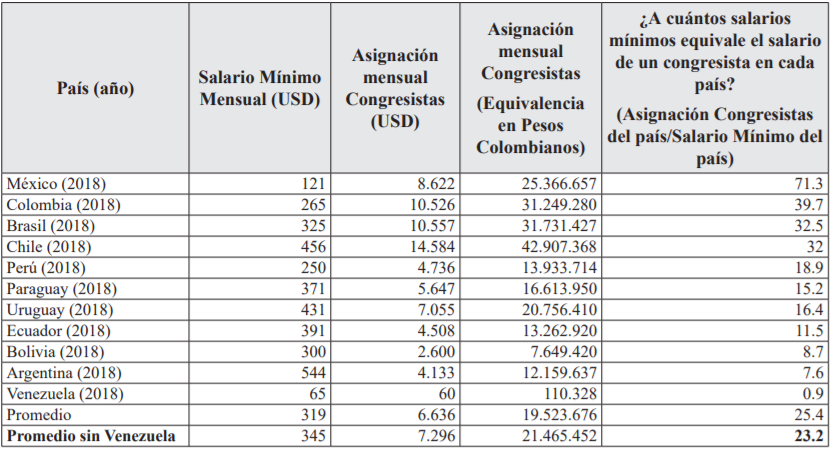 País (año)
Salario Mínimo
Mensual (USD)
Asignación
mensual
Congresistas
(USD)
Asignación
mensual
Congresistas
(Equivalencia
en Pesos
Colombianos)
¿A cuántos salarios
mínimos equivale el salario
de un congresista en cada
país?
(Asignación Congresistas
del país/Salario Mínimo del
país)
México (2018) 121 8.622 25.366.657 71.3
Colombia (2018) 265 10.526 31.249.280 39.7
Brasil (2018) 325 10.557 31.731.427 32.5
Chile (2018) 456 14.584 42.907.368 32
Perú (2018) 250 4.736 13.933.714 18.9
Paraguay (2018) 371 5.647 16.613.950 15.2
Uruguay (2018) 431 7.055 20.756.410 16.4
Ecuador (2018) 391 4.508 13.262.920 11.5
Bolivia (2018) 300 2.600 7.649.420 8.7
Argentina (2018) 544 4.133 12.159.637 7.6
Venezuela (2018) 65 60 110.328 0.9
Promedio 319 6.636 19.523.676 25.4
Promedio sin Venezuela 345 7.296 21.465.452 23.2